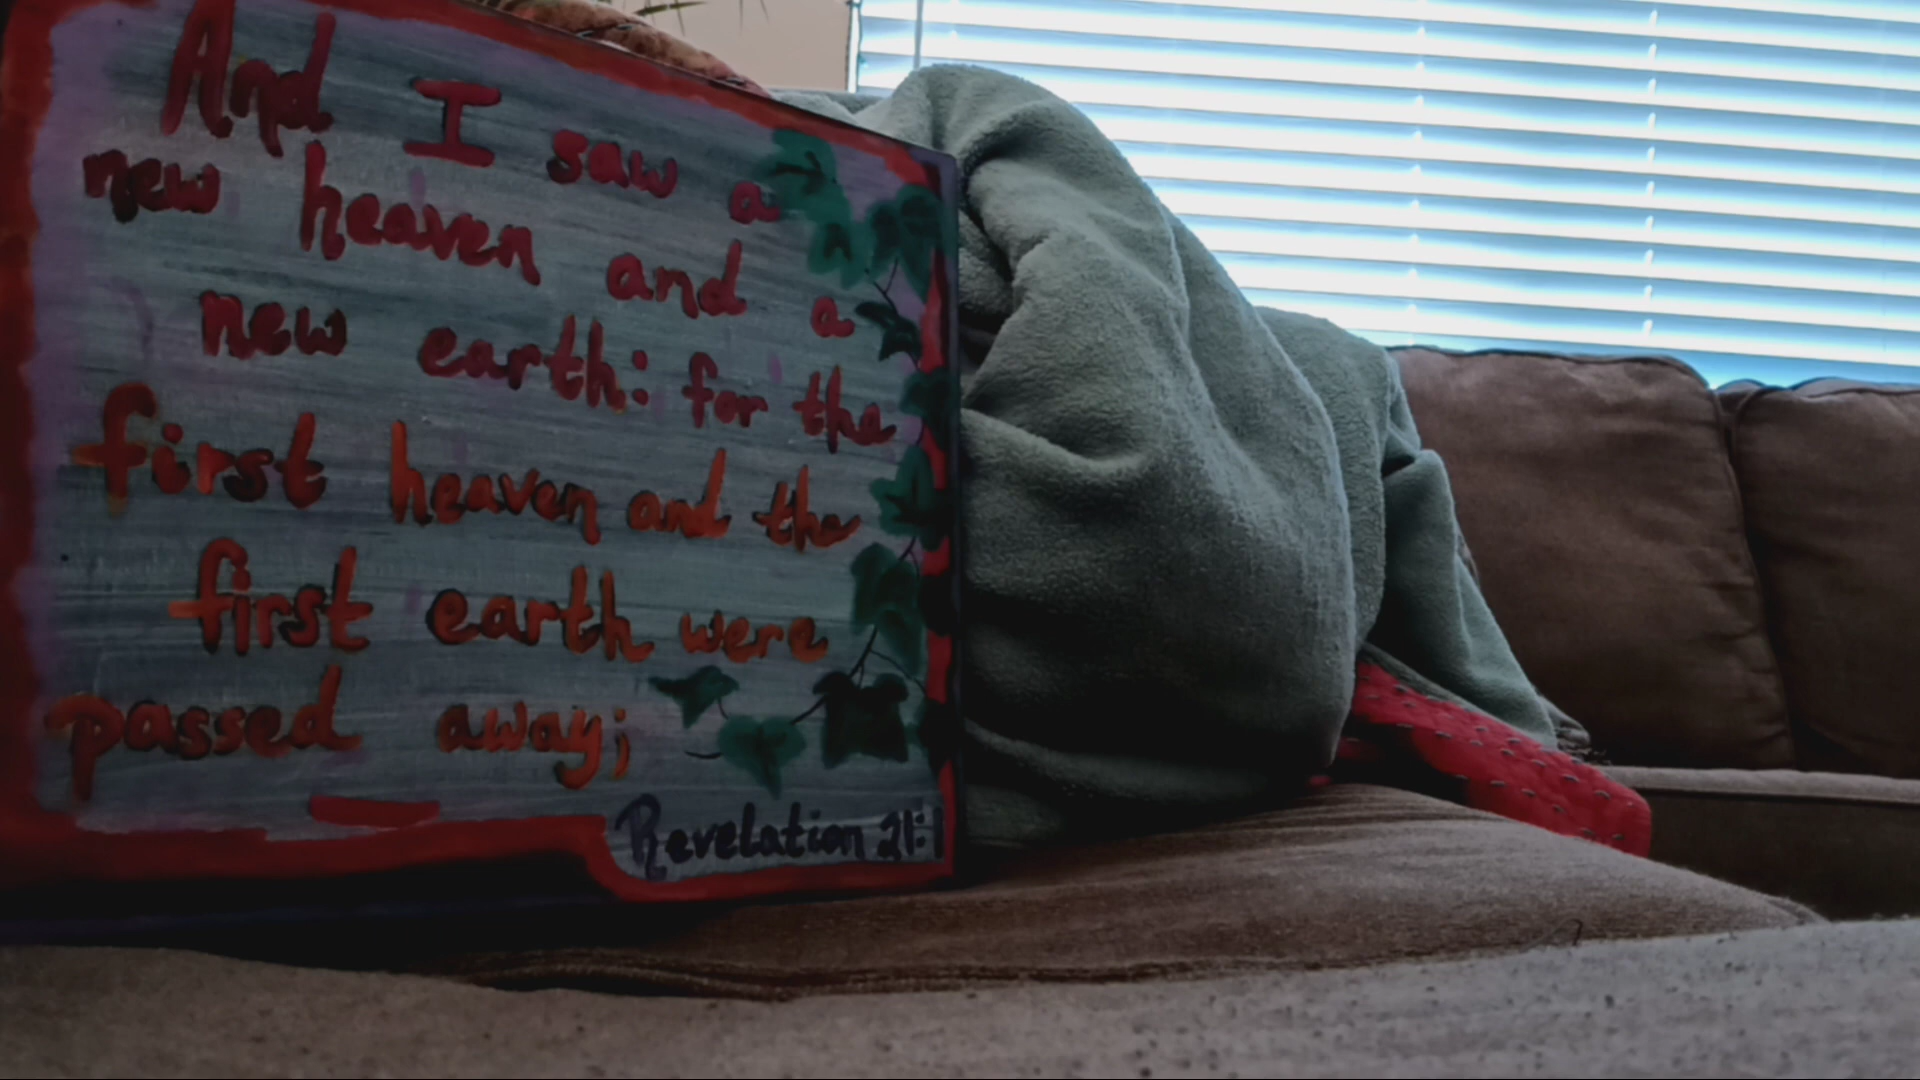 And I saw a
new heaven and a
new earth: for the
first heaven and the
first earth were
passed away;
Revelation 21:1